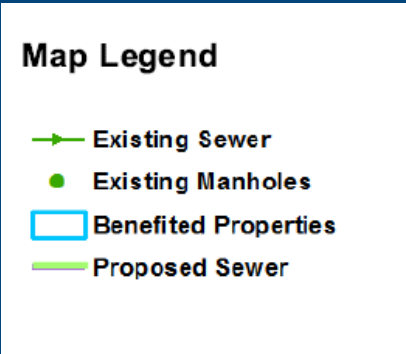 Map Legend
Existing Sewer
Existing Manholes
Benefited Properties
Proposed Sewer